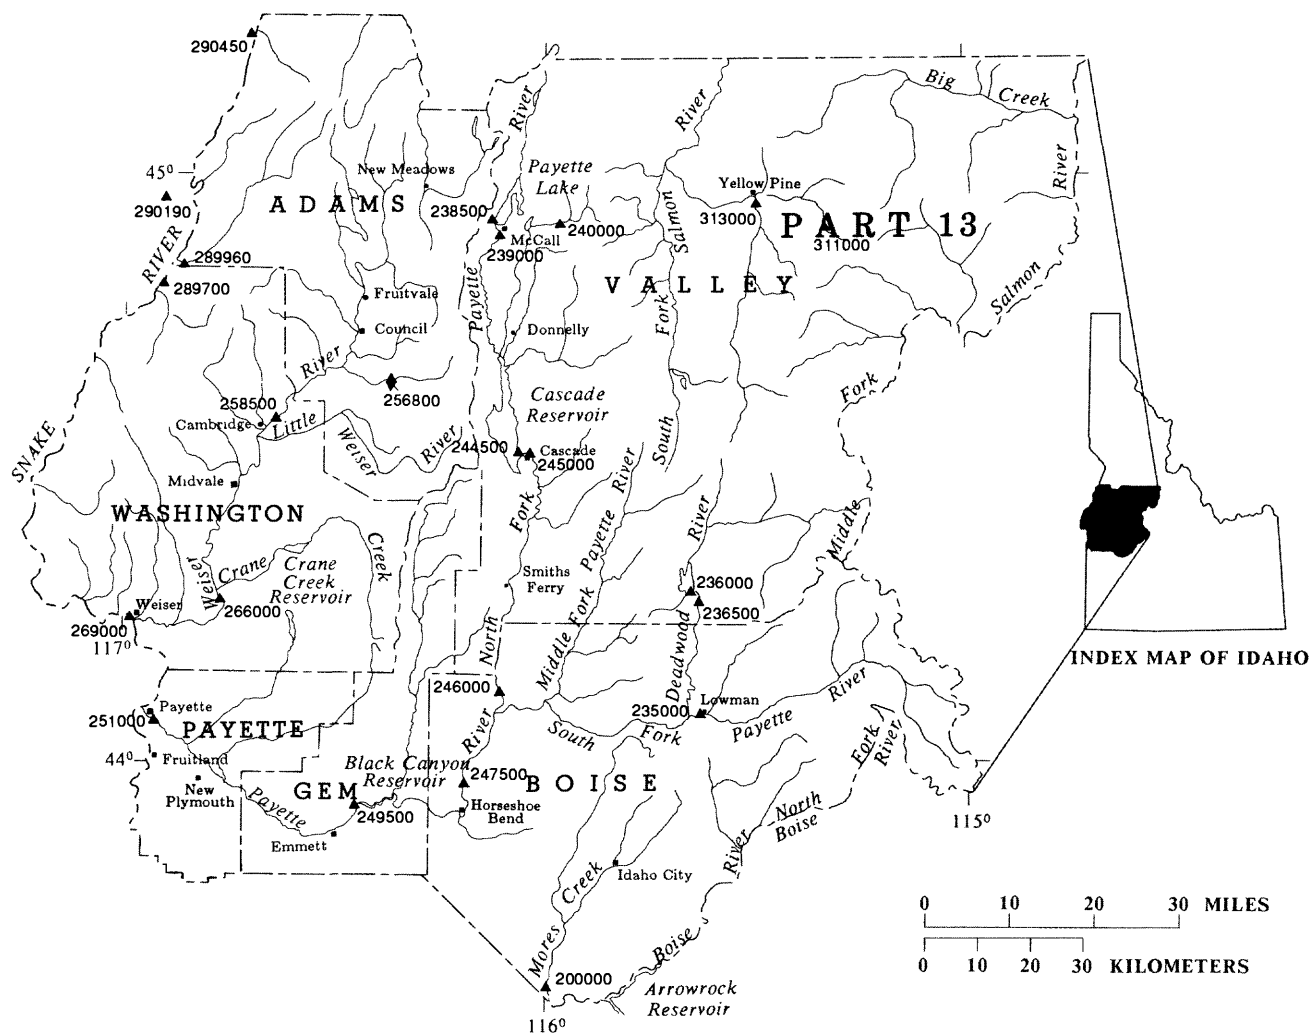 290450
River
River
Big
Creek
45°
New Meadows
Payette
Lake
Yellow Pine
River
290190
ADAMS
238500
McCall
239000
240000
Salmon
313000
PART 13
311000
RIVER
289960
289700
VALLEY
Salmon
Fruitvale
Payette
Fork
Council
Donnelly
River
256800
Fork
258500
Cambridge
Little
Weiser
River
Cascade
Reservoir
244500
Cascade
245000
South
SNAKE
Midvale
River
WASHINGTON
Fork
Payette
River
Middle
Creek
Crane
Crane
Creek
Reservoir
Weiser
Smiths
Ferry
236000
236500
Weiser
266000
269000
117°
North
Middle Fork
Deadwood
INDEX MAP OF IDAHO
246000
Lowman
235000
River
Payette
251000
PAYETTE
River
South
Fork
Payette
Fork
River
44°
Fruitland
Black Canyon
Reservoir
247500
BOISE
New
Plymouth
Payette
GEM
249500
Horseshoe
Bend
North
Boise
Emmett
River
Creek
Idaho City
115°
0 10 20 30 MILES
Mores
Boise
0 10 20 30 KILOMETERS
200000
Arrowrock
Reservoir
116°